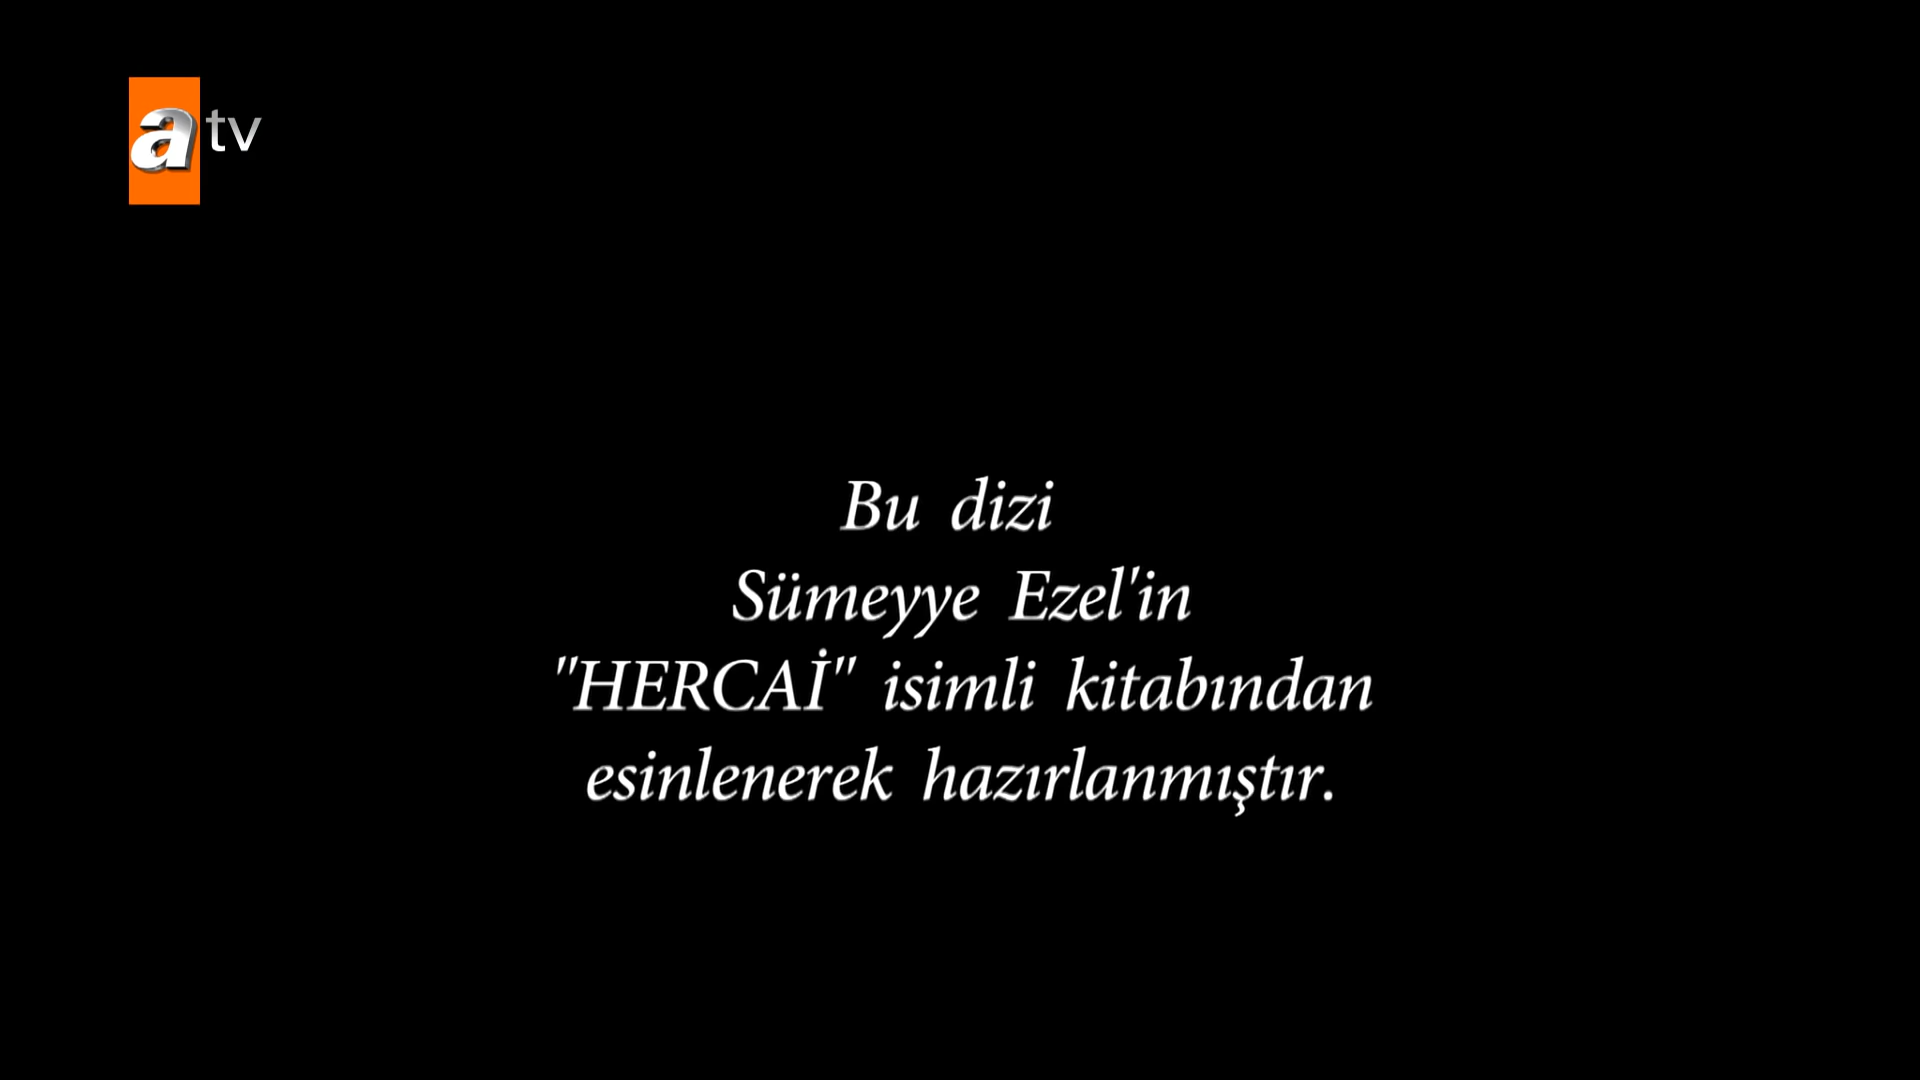 atv
Bu dizi
Sümeyye Ezel'in
"HERCAİ" isimli kitabından
esinlenerek hazırlanmıştır.